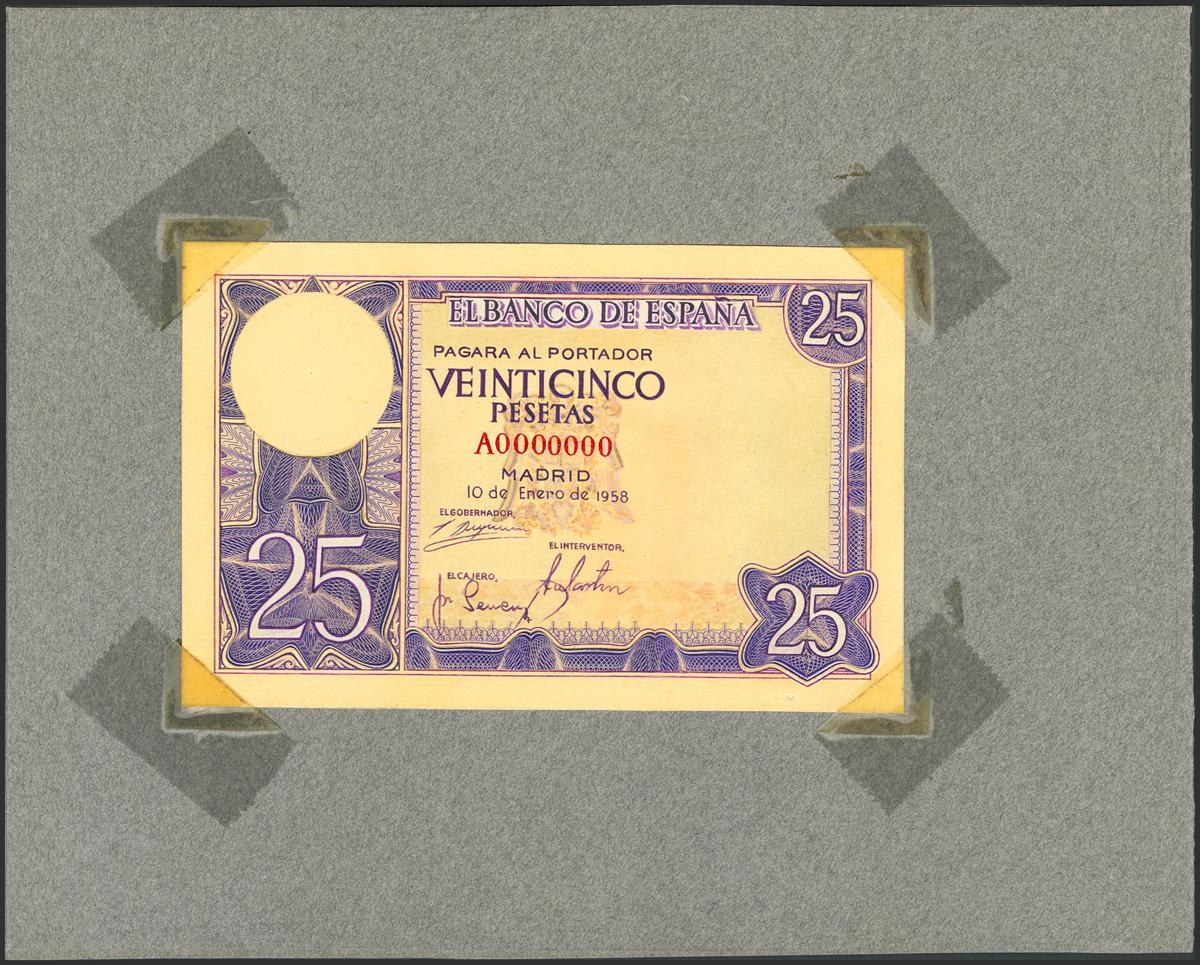 EL BANCO DE ESPAÑA
25
PAGARA AL PORTADOR
VEINTICINCO
PESETAS
A0000000
MADRID
10 de Enero de 1958
EL GOBERNADOR,
EL INTERVENTOR,
EL CAJERO,
25
25